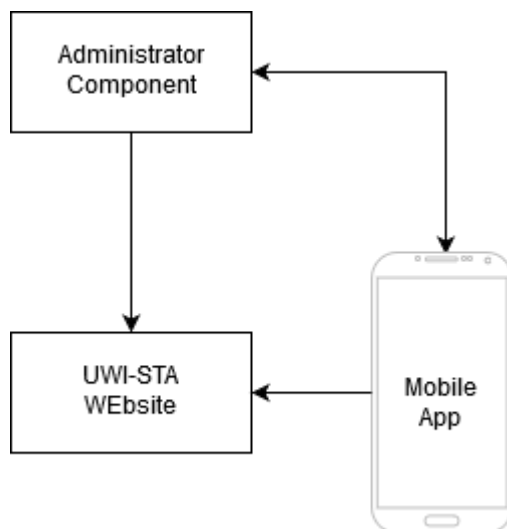 Administrator
Component
UWI-STA
WEbsite
Mobile
App